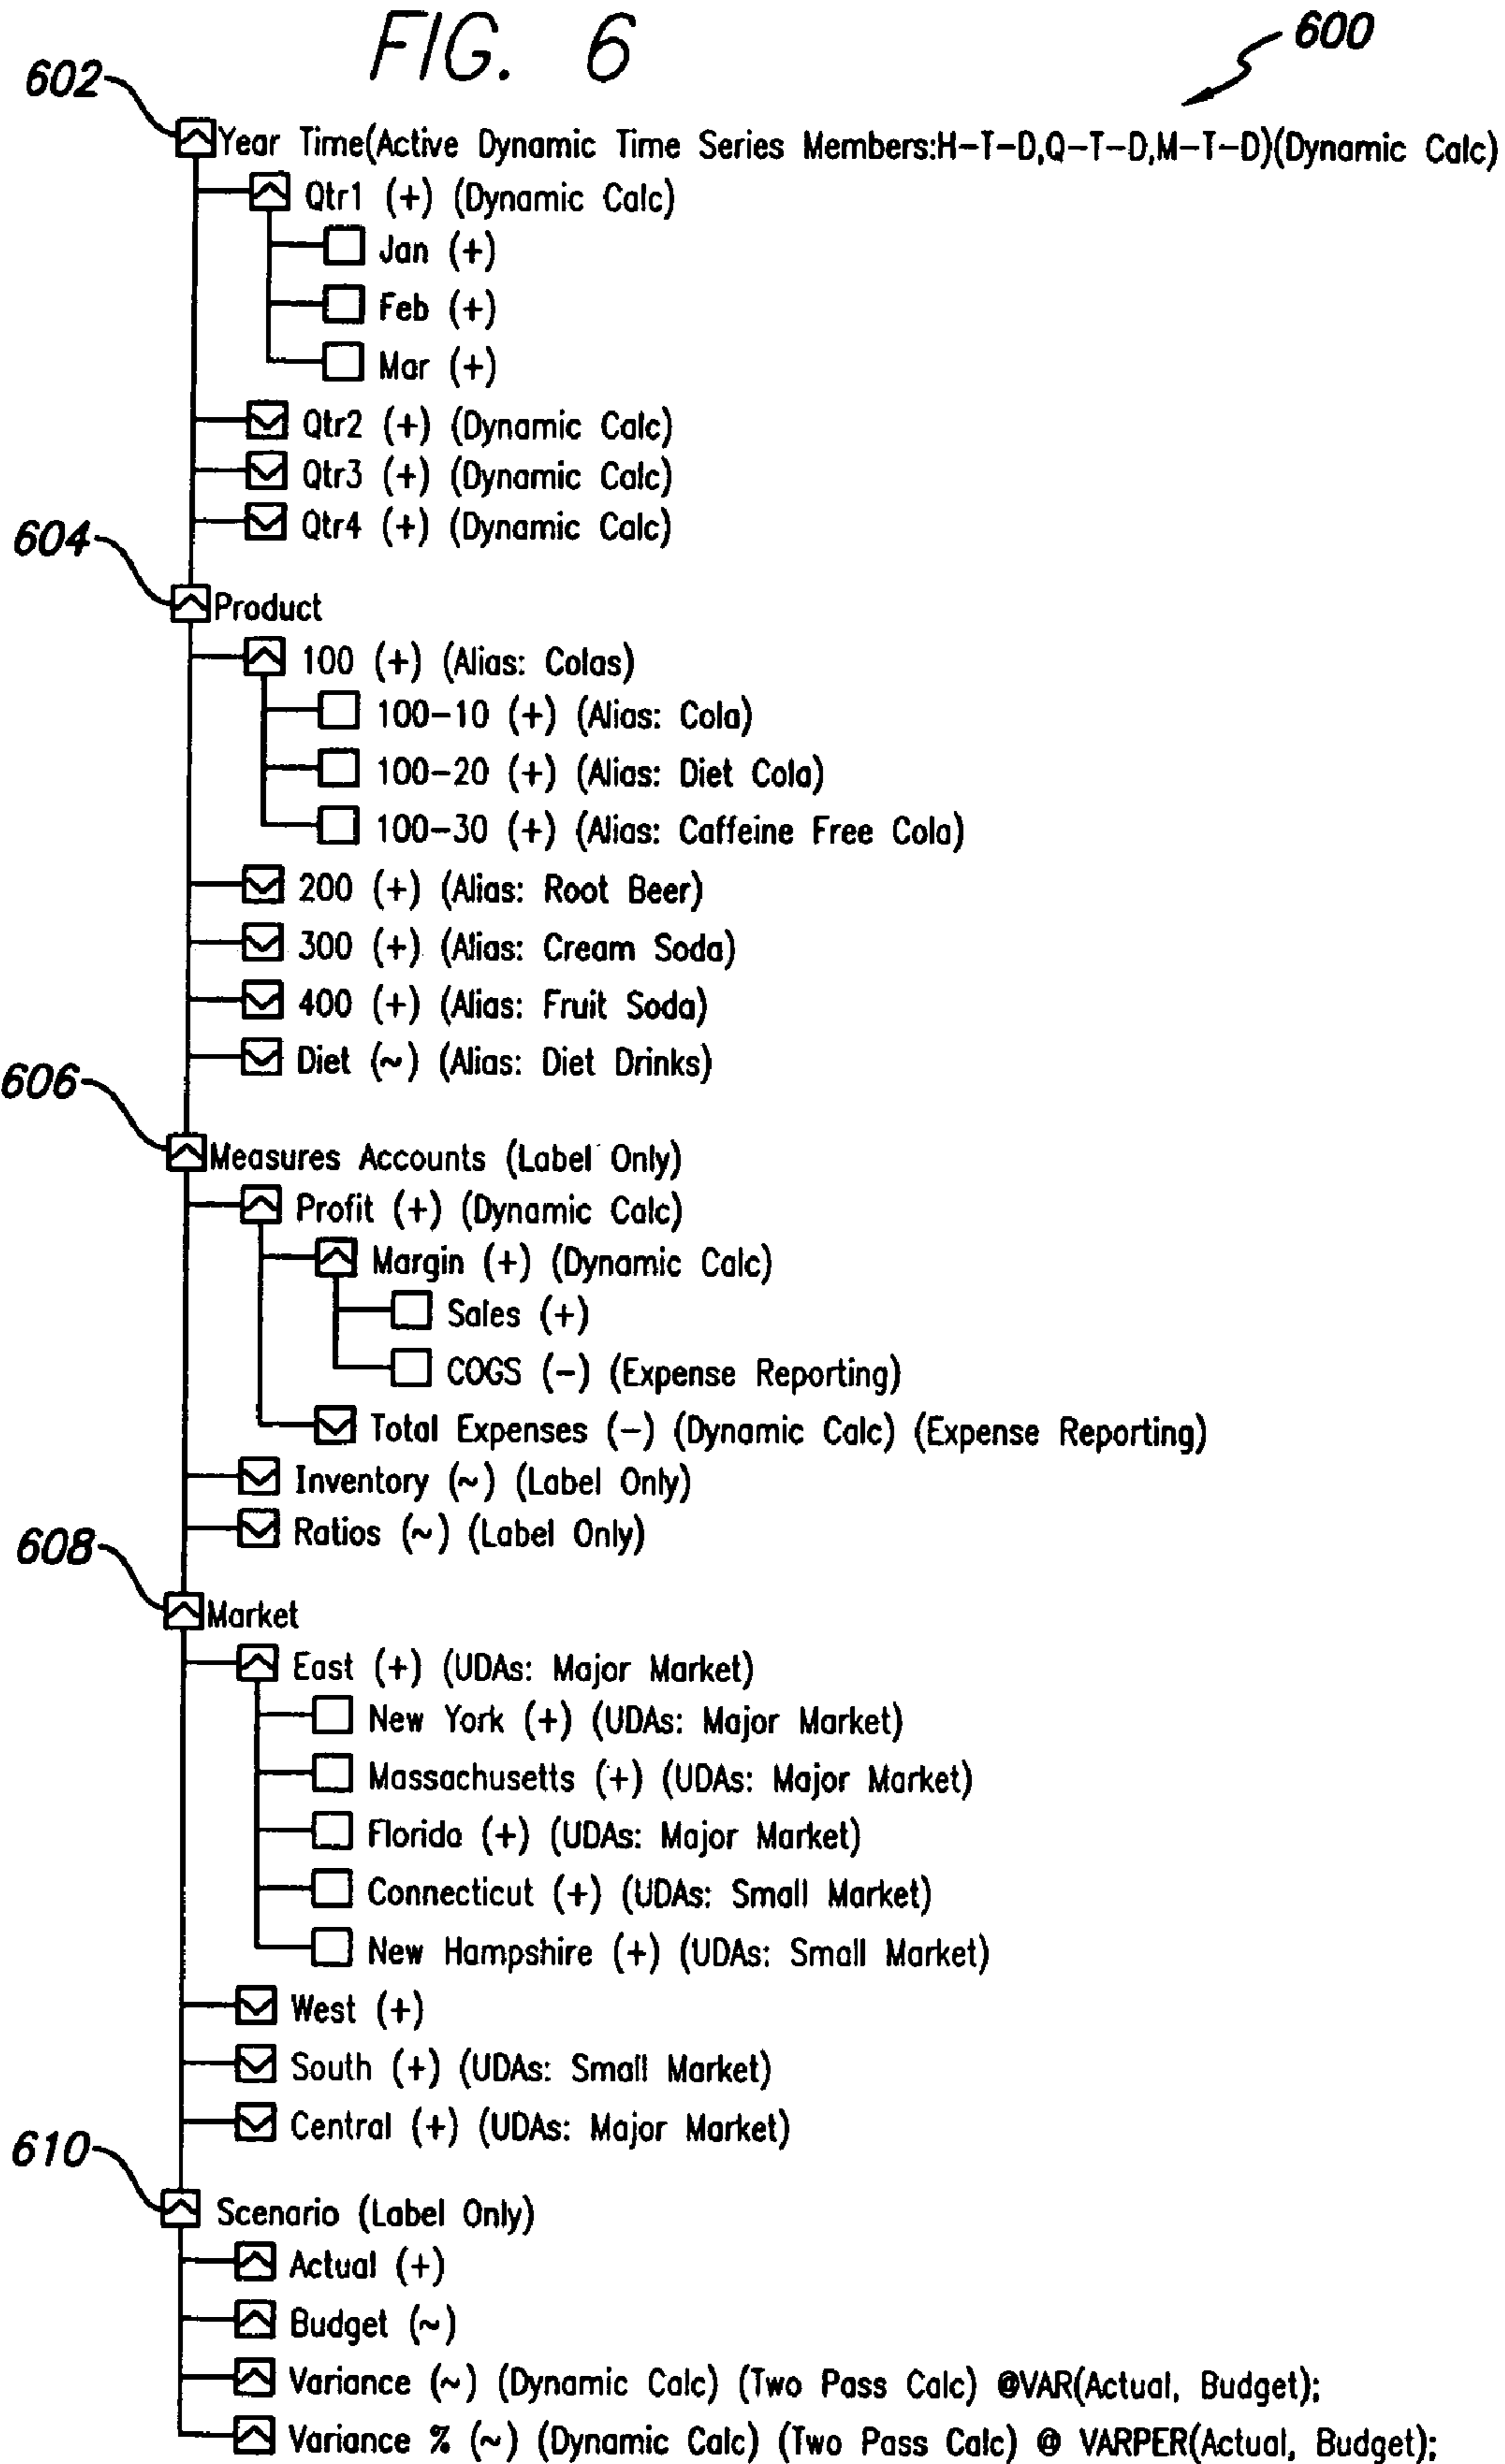 FIG. 6
600
602
Year Time(Active Dynamic Time Series Members:H-T-D,Q-T-D,M-T-D)(Dynamic Calc)
Qtr1 (+) (Dynamic Calc)
Jan (+)
Feb (+)
Mar (+)
Qtr2 (+) (Dynamic Calc)
Qtr3 (+) (Dynamic Calc)
Qtr4 (+) (Dynamic Calc)
604
Product
100 (+) (Alias: Colas)
100-10 (+) (Alias: Cola)
100-20 (+) (Alias: Diet Cola)
100-30 (+) (Alias: Caffeine Free Cola)
200 (+) (Alias: Root Beer)
300 (+) (Alias: Cream Soda)
400 (+) (Alias: Fruit Soda)
Diet (~) (Alias: Diet Drinks)
606
Measures Accounts (Label Only)
Profit (+) (Dynamic Calc)
Margin (+) (Dynamic Calc)
Sales (+)
COGS (-) (Expense Reporting)
Total Expenses (-) (Dynamic Calc) (Expense Reporting)
Inventory (~) (Label Only)
Ratios (~) (Label Only)
608
Market
East (+) (UDAs: Major Market)
New York (+) (UDAs: Major Market)
Massachusetts (+) (UDAs: Major Market)
Florida (+) (UDAs: Major Market)
Connecticut (+) (UDAs: Small Market)
New Hampshire (+) (UDAs: Small Market)
West (+)
South (+) (UDAs: Small Market)
Central (+) (UDAs: Major Market)
610
Scenario (Label Only)
Actual (+)
Budget (~)
Variance (~) (Dynamic Calc) (Two Pass Calc) @VAR(Actual, Budget);
Variance % (~) (Dynamic Calc) (Two Pass Calc) @ VARPER(Actual, Budget);